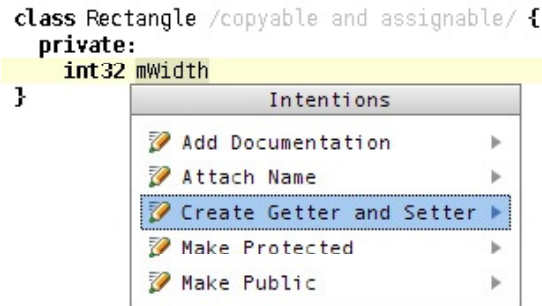 class Rectangle /copyable and assignable/ {
private:
int32 mWidth
}
Intentions
Add Documentation
Attach Name
Create Getter and Setter
Make Protected
Make Public